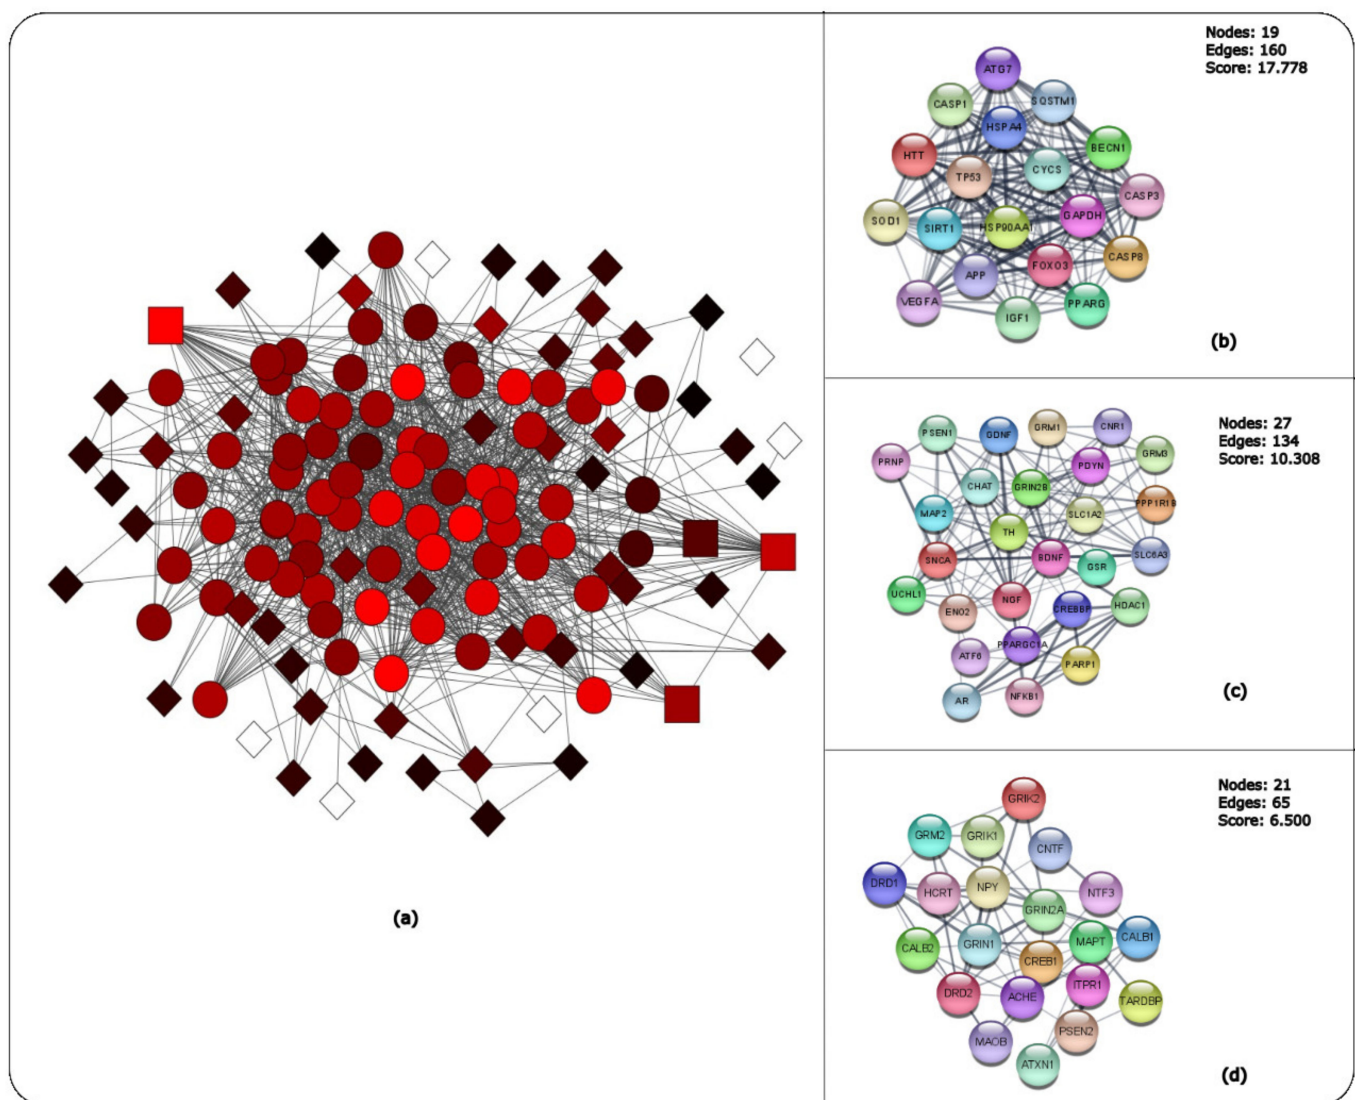 Nodes: 19
Edges: 160
Score: 17.778
ATG7
CASP1
SQSTM1
HSPA4
BECN1
HTT
CYCS
TP53
CASP3
GAPDH
SOD1
SIRT1
HSP90AA1
CASP8
FOXO3
APP
VEGFA
PPARG
IGF1
(b)
Nodes: 27
Edges: 134
Score: 10.308
PSEN1
GDNF
GRM1
CNR1
GRM3
PRNP
PDYN
CHAT
GRIN2B
PPP1R1B
MAP2
SLC1A2
TH
SNCA
BDNF
SLC6A3
GSR
UCHL1
NGF
ENO2
CREBBP
HDAC1
PPARGC1A
ATF6
PARP1
AR
NFKB1
(c)
Nodes: 21
Edges: 65
Score: 6.500
GRIK2
GRM2
GRIK1
CNTF
DRD1
HCRT
NPY
NTF3
GRIN2A
CALB2
GRIN1
MAPT
CALB1
CREB1
DRD2
ACHE
ITPR1
TARDBP
PSEN2
MAOB
ATXN1
(d)
(a)